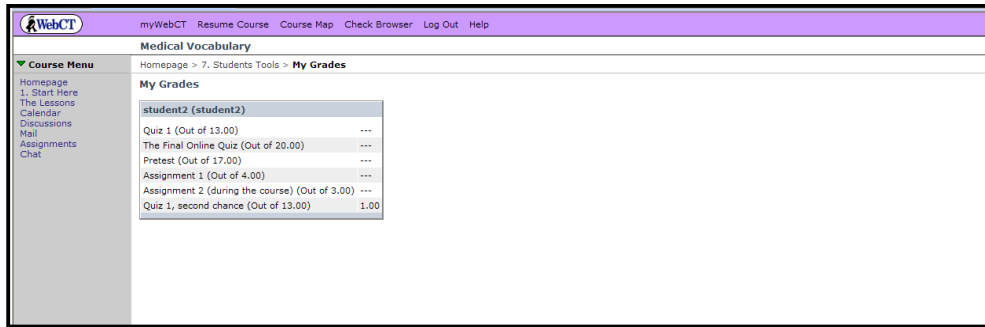 WebCT myWebCT Resume Course Course Map Check Browser Log Out Help
Medical Vocabulary
Course Menu
Homepage > 7. Students Tools > My Grades
Homepage
1. Start Here
The Lessons
Calendar
Discussions
Mail
Assignments
Chat
My Grades
student2 (student2)
Quiz 1 (Out of 13.00) ---
The Final Online Quiz (Out of 20.00) ---
Pretest (Out of 17.00) ---
Assignment 1 (Out of 4.00) ---
Assignment 2 (during the course) (Out of 3.00) ---
Quiz 1, second chance (Out of 13.00) 1.00